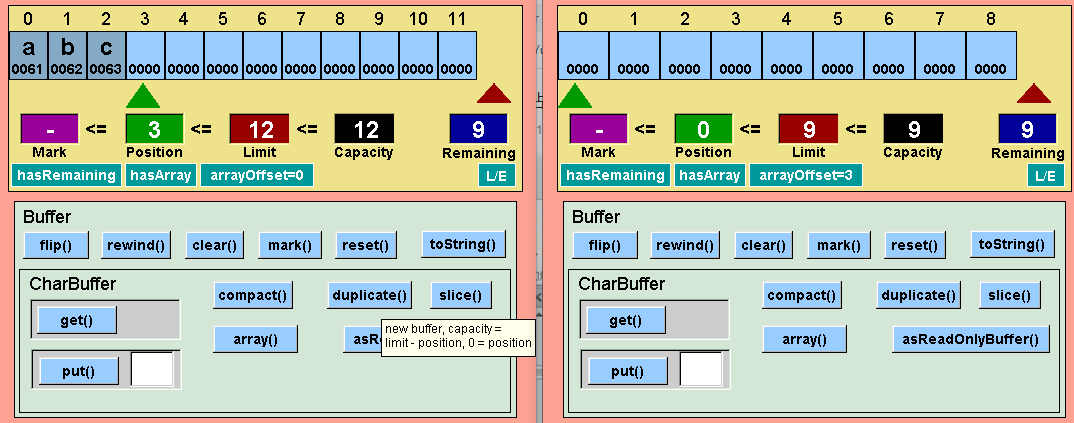 0 1 2 3 4 5 6 7 8 9 10 11
a b c
0061 0062 0063 0000 0000 0000 0000 0000 0000 0000 0000 0000
- <= 3 <= 12 <= 12 9
Mark Position Limit Capacity Remaining
hasRemaining hasArray arrayOffset=0 L/E
Buffer
flip() rewind() clear() mark() reset() toString()
CharBuffer
compact() duplicate() slice()
get()
array()
new buffer, capacity =
limit - position, 0 = position
put()
0 1 2 3 4 5 6 7 8
0000 0000 0000 0000 0000 0000 0000 0000 0000
- <= 0 <= 9 <= 9 9
Mark Position Limit Capacity Remaining
hasRemaining hasArray arrayOffset=3 L/E
Buffer
flip() rewind() clear() mark() reset() toString()
CharBuffer
compact() duplicate() slice()
get()
array() asReadOnlyBuffer()
put()